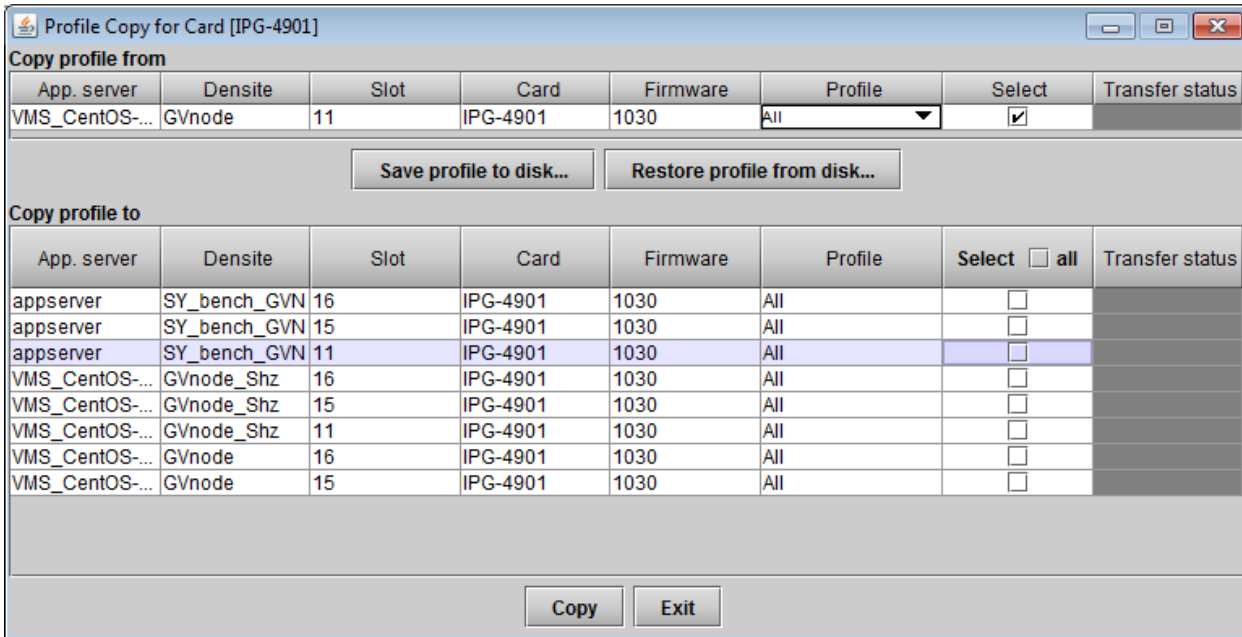 Profile Copy for Card [IPG-4901]
Copy profile from
App. server Densite Slot Card Firmware Profile Select Transfer status
VMS_CentOS-... GVnode 11 IPG-4901 1030 All
Save profile to disk... Restore profile from disk...
Copy profile to
App. server Densite Slot Card Firmware Profile Select all Transfer status
appserver SY_bench_GVN 16 IPG-4901 1030 All
appserver SY_bench_GVN 15 IPG-4901 1030 All
appserver SY_bench_GVN 11 IPG-4901 1030 All
VMS_CentOS-... GVnode_Shz 16 IPG-4901 1030 All
VMS_CentOS-... GVnode_Shz 15 IPG-4901 1030 All
VMS_CentOS-... GVnode_Shz 11 IPG-4901 1030 All
VMS_CentOS-... GVnode 16 IPG-4901 1030 All
VMS_CentOS-... GVnode 15 IPG-4901 1030 All
Copy Exit